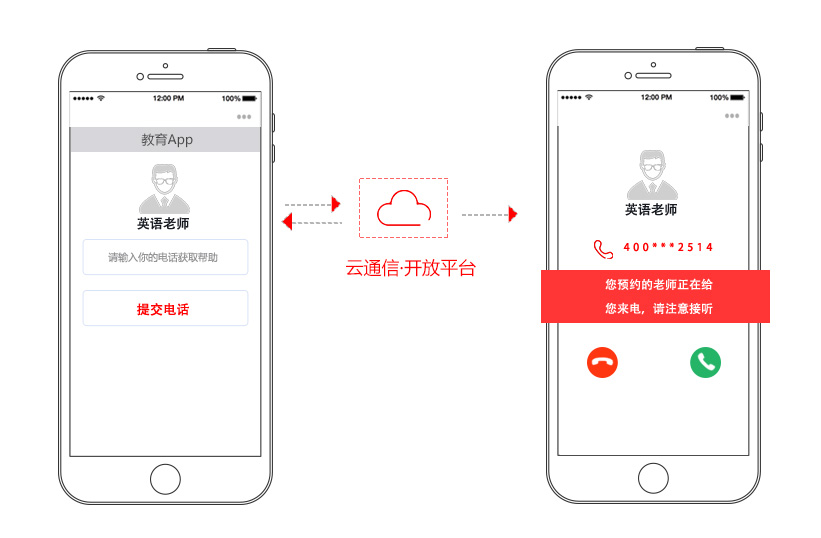 12:00 PM
100%
教育App
英语老师
请输入你的电话获取帮助
提交电话
云通信·开放平台
12:00 PM
100%
英语老师
400***2514
您预约的老师正在给
您来电，请注意接听